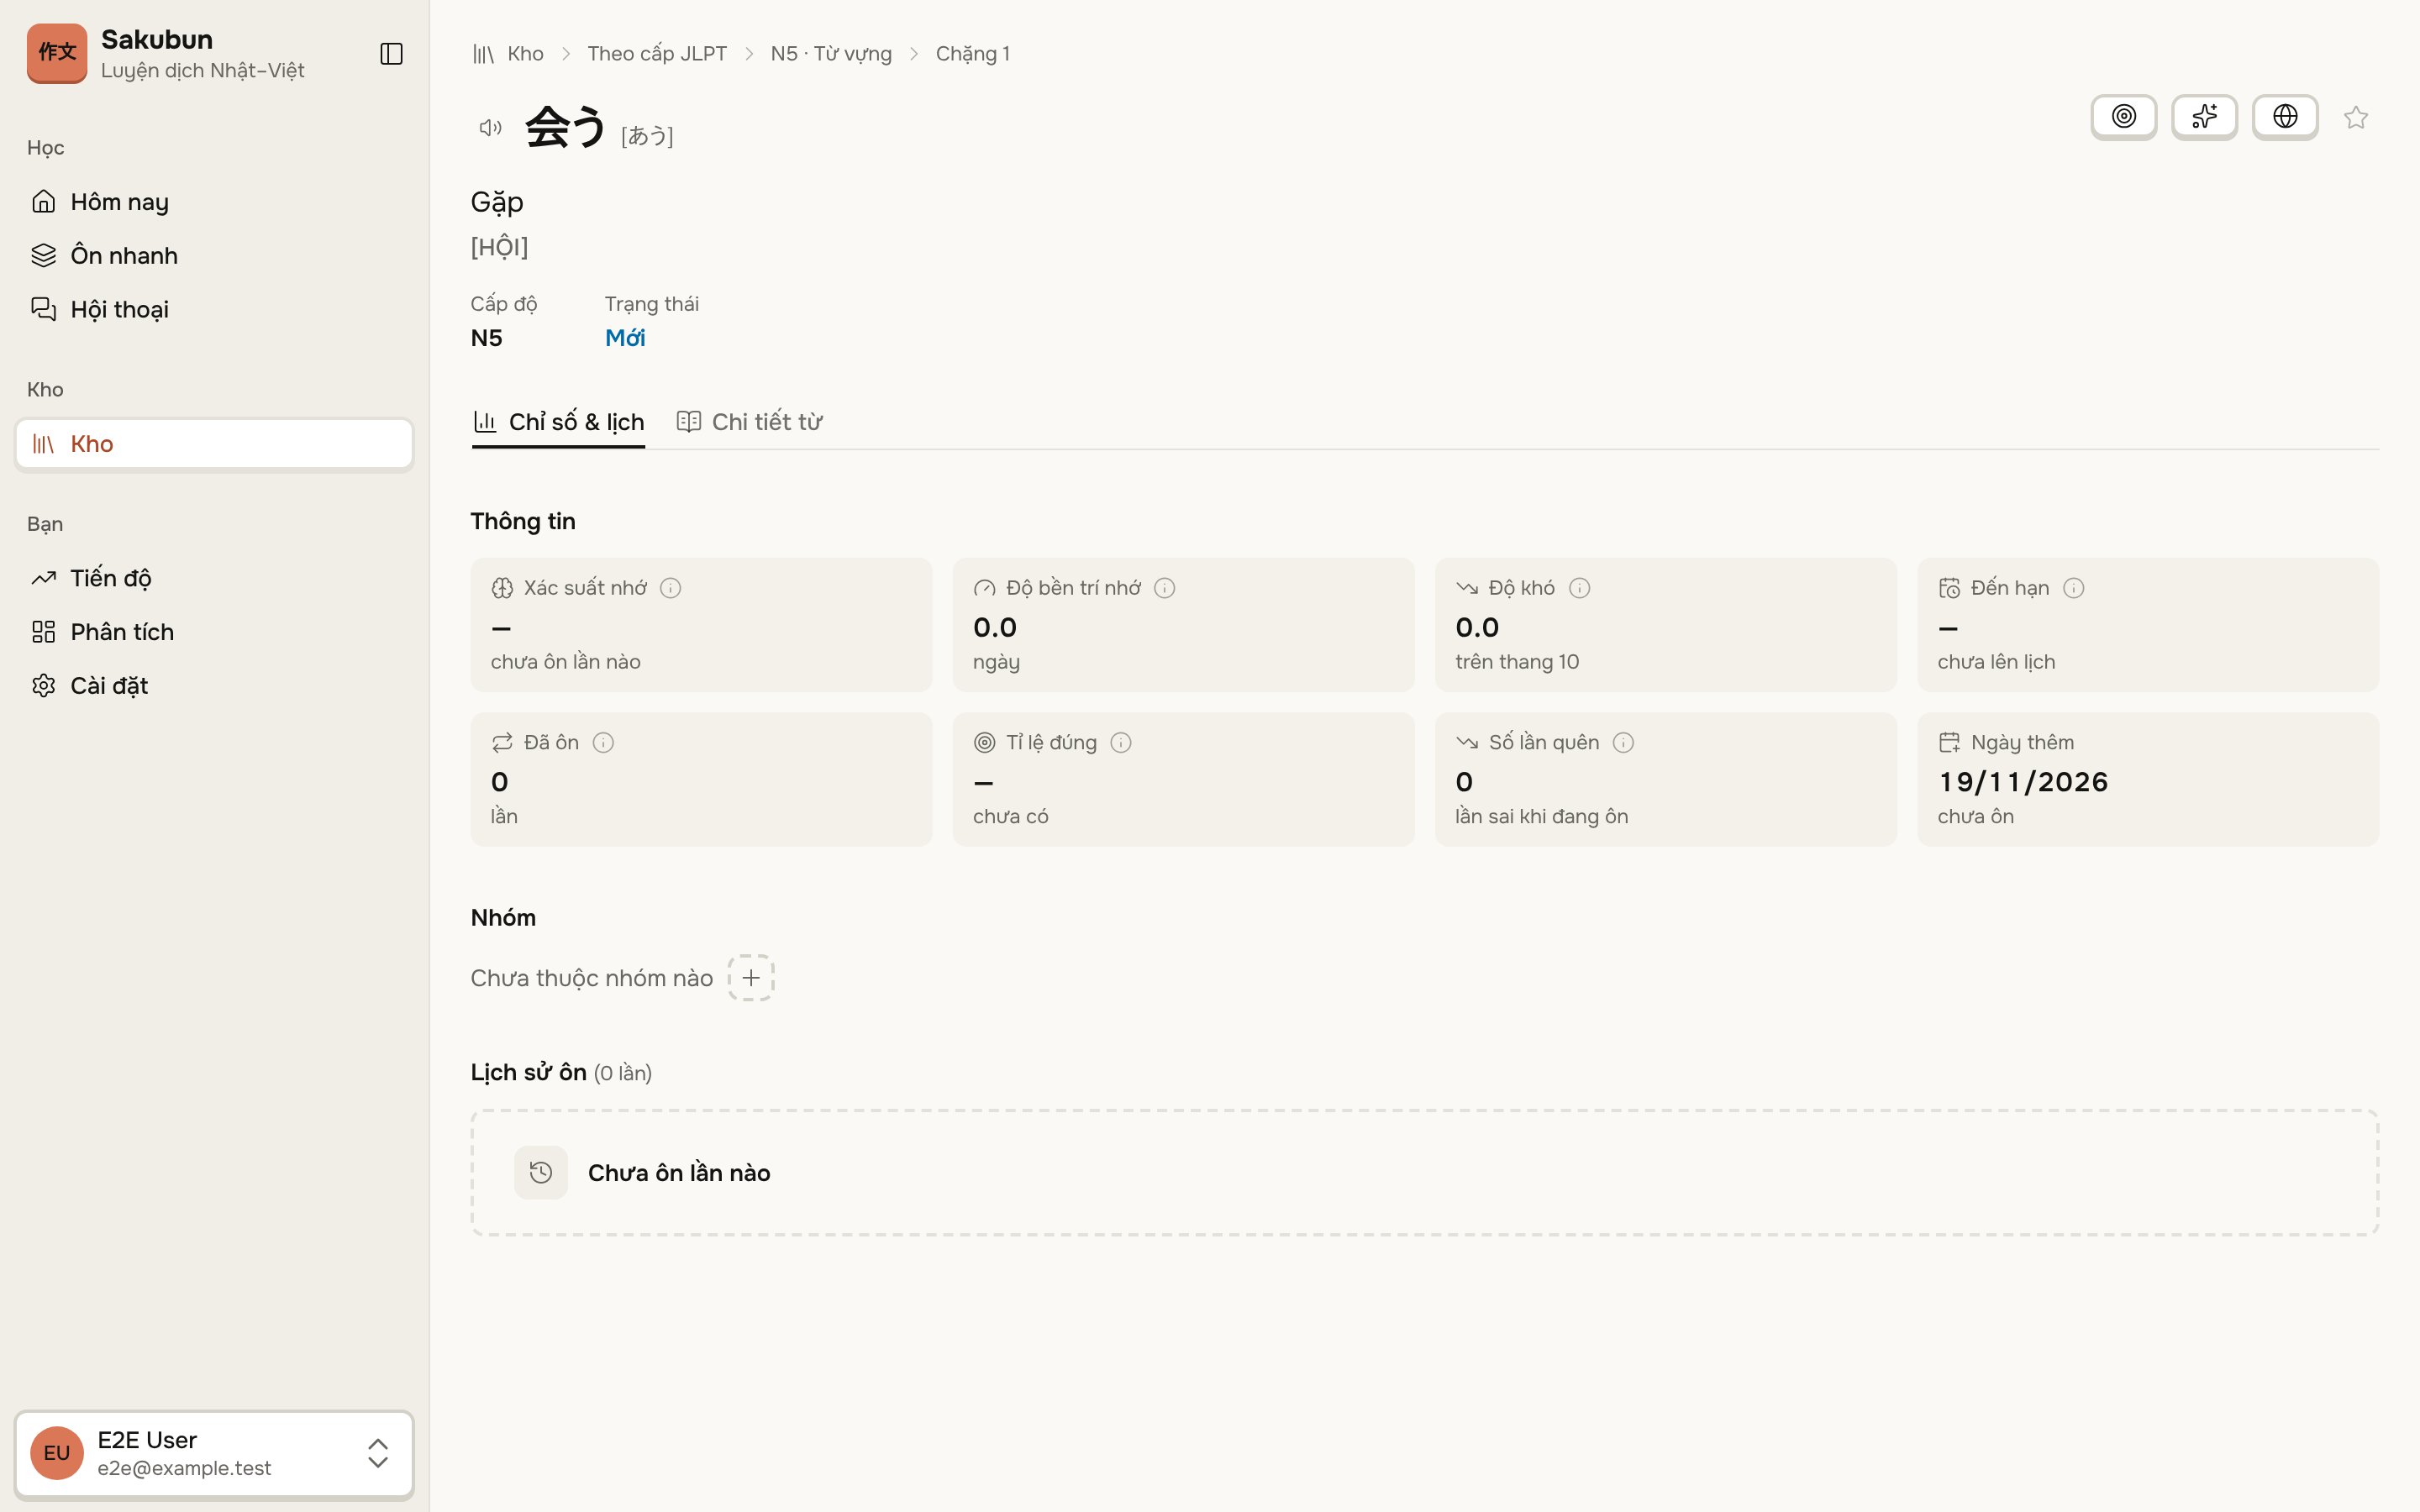 作文
Sakubun
Luyện dịch Nhật–Việt
Học
Hôm nay
Ôn nhanh
Hội thoại
Kho
Kho
Bạn
Tiến độ
Phân tích
Cài đặt
EU
E2E User
e2e@example.test
Kho > Theo cấp JLPT > N5 · Từ vựng > Chặng 1
会う [あう]
Gặp
[HỘI]
Cấp độ Trạng thái
N5 Mới
Chỉ số & lịch Chi tiết từ
Thông tin
Xác suất nhớ
–
chưa ôn lần nào
Độ bền trí nhớ
0.0
ngày
Độ khó
0.0
trên thang 10
Đến hạn
–
chưa lên lịch
Đã ôn
0
lần
Tỉ lệ đúng
–
chưa có
Số lần quên
0
lần sai khi đang ôn
Ngày thêm
19/11/2026
chưa ôn
Nhóm
Chưa thuộc nhóm nào
Lịch sử ôn (0 lần)
Chưa ôn lần nào